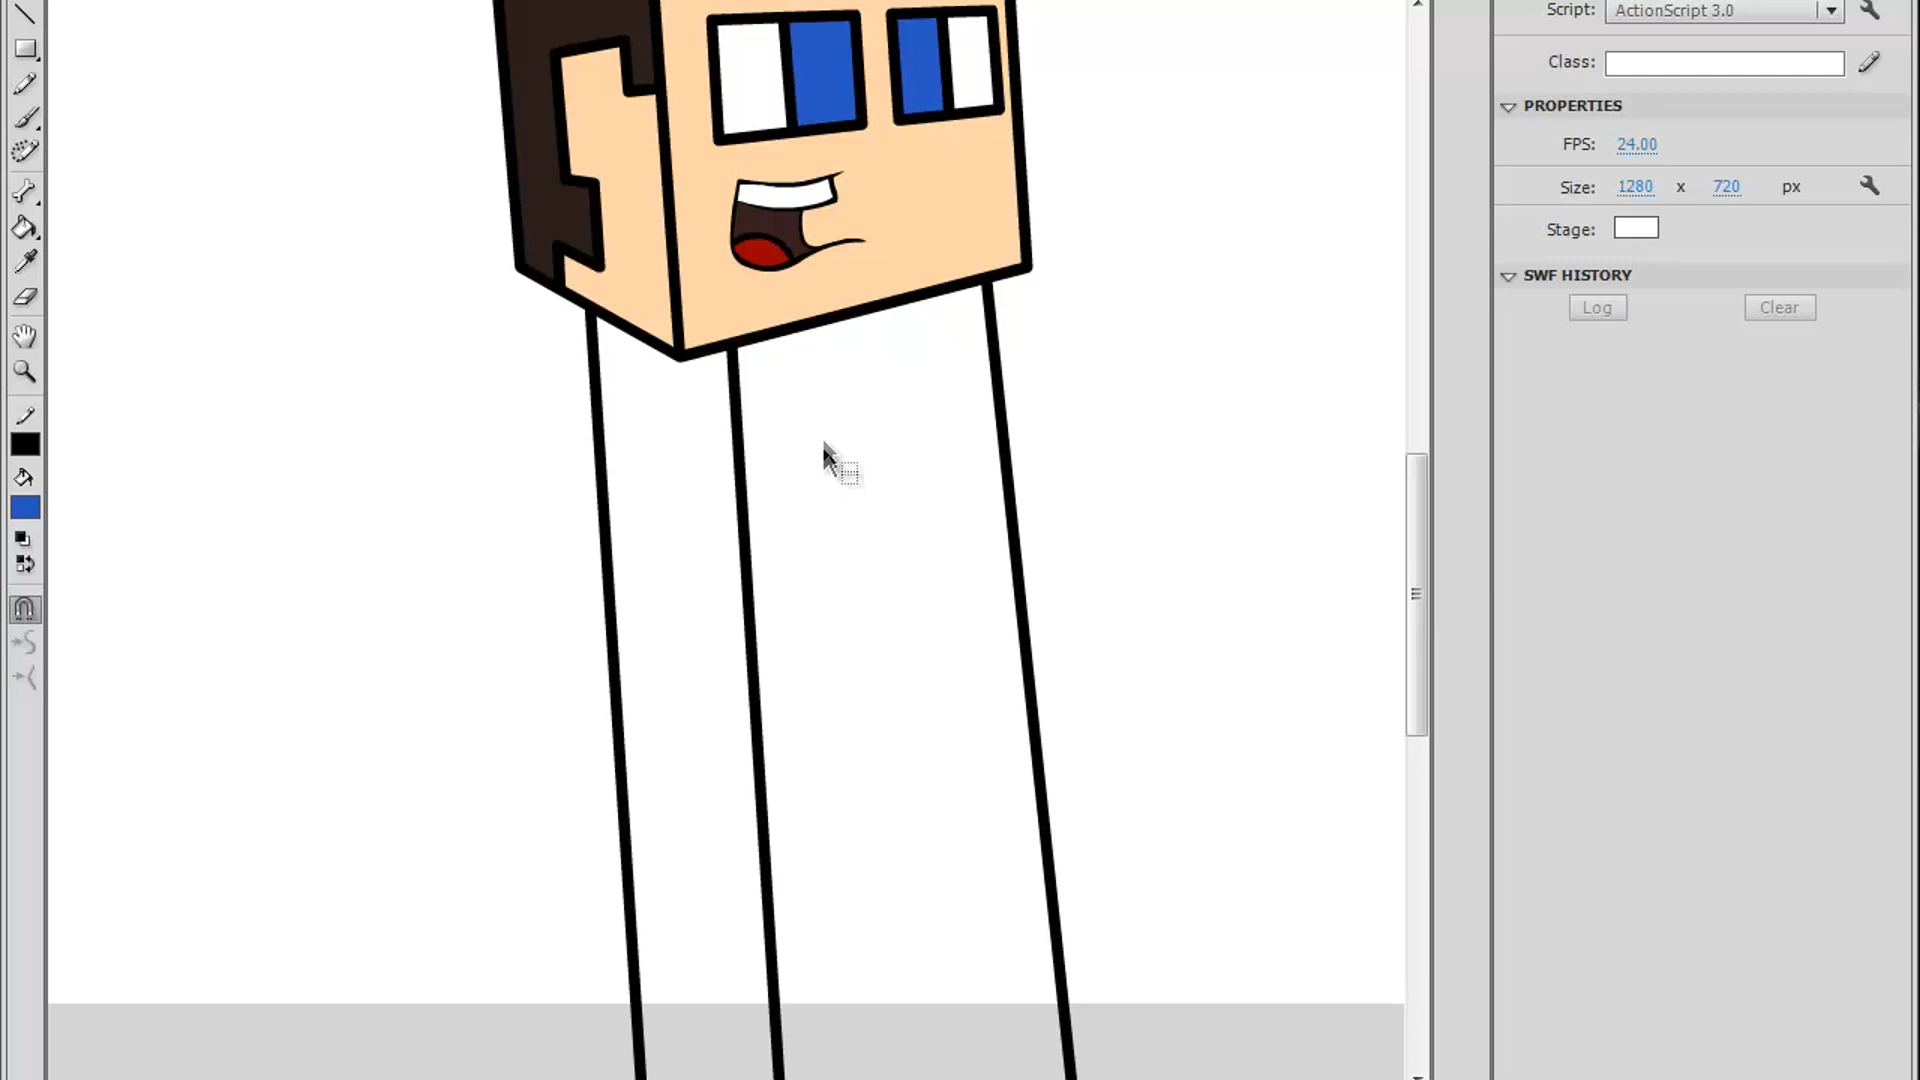 Script: ActionScript 3.0
Class:
PROPERTIES
FPS: 24.00
Size: 1280 x 720 px
Stage:
SWF HISTORY
Log Clear